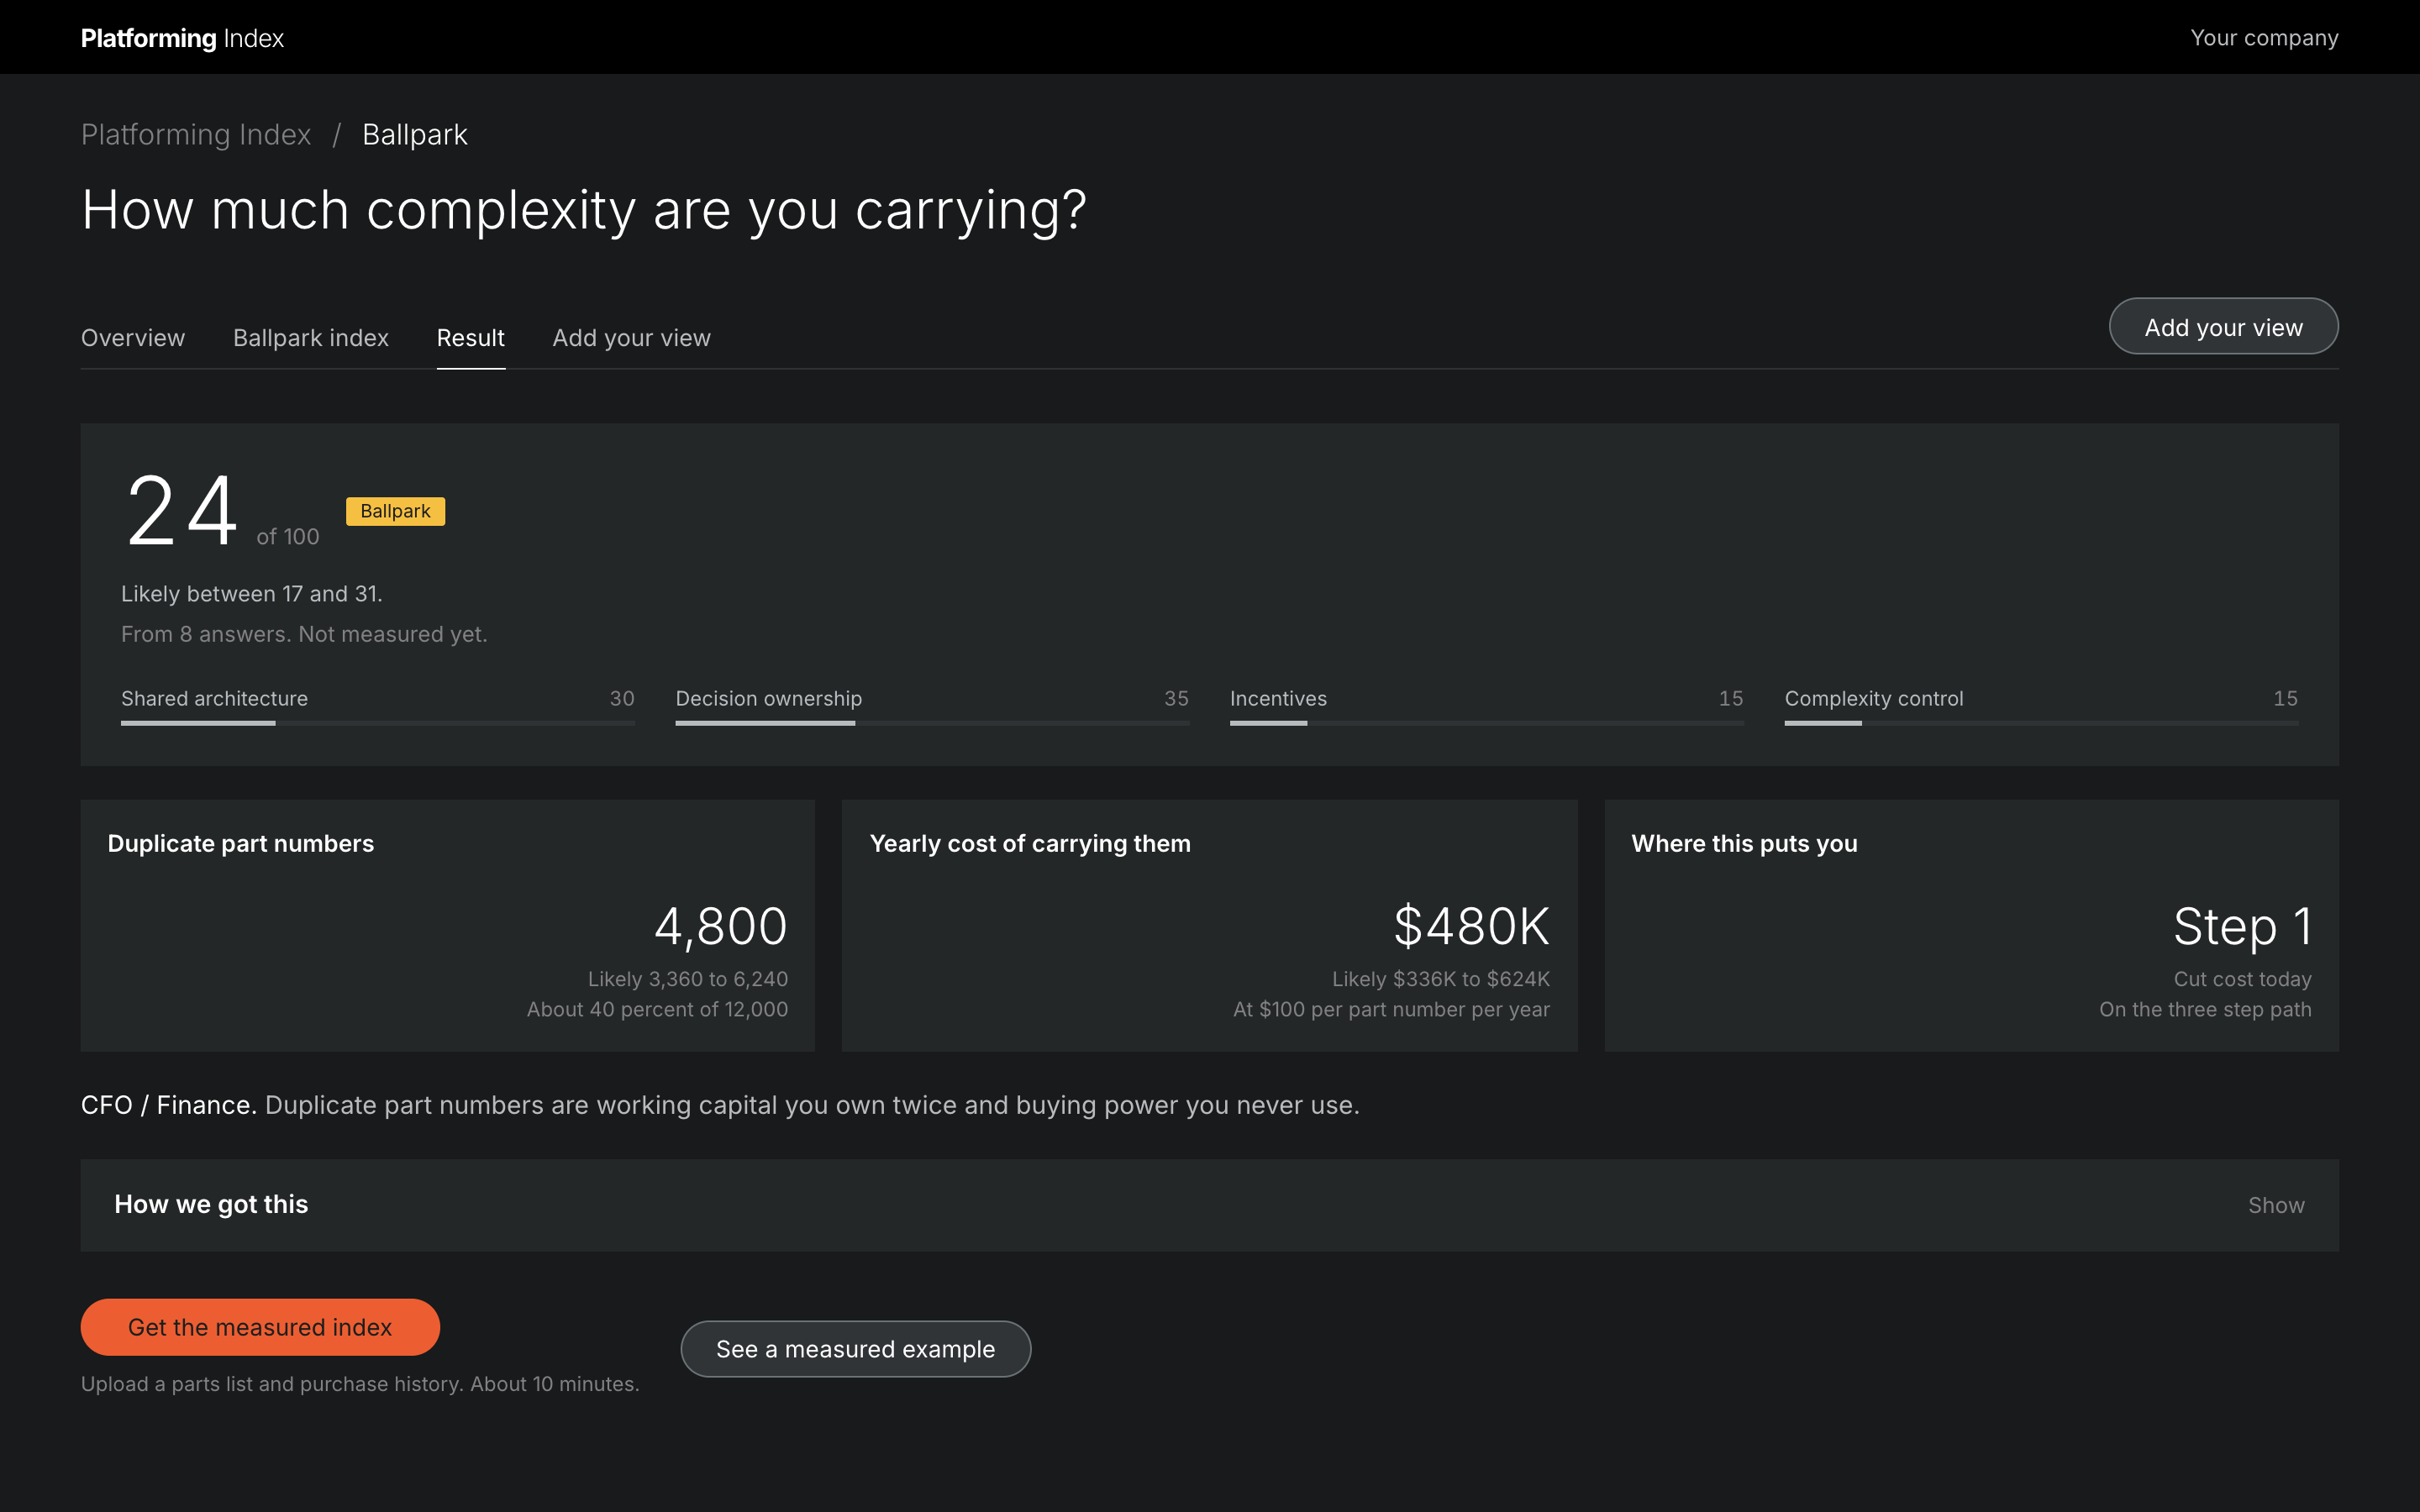 Platforming Index
Your company
Platforming Index / Ballpark
How much complexity are you carrying?
Overview
Ballpark index
Result
Add your view
Add your view
24 of 100
Ballpark
Likely between 17 and 31.
From 8 answers. Not measured yet.
Shared architecture 30
Decision ownership 35
Incentives 15
Complexity control 15
Duplicate part numbers
4,800
Likely 3,360 to 6,240
About 40 percent of 12,000
Yearly cost of carrying them
$480K
Likely $336K to $624K
At $100 per part number per year
Where this puts you
Step 1
Cut cost today
On the three step path
CFO / Finance. Duplicate part numbers are working capital you own twice and buying power you never use.
How we got this
Show
Get the measured index
Upload a parts list and purchase history. About 10 minutes.
See a measured example